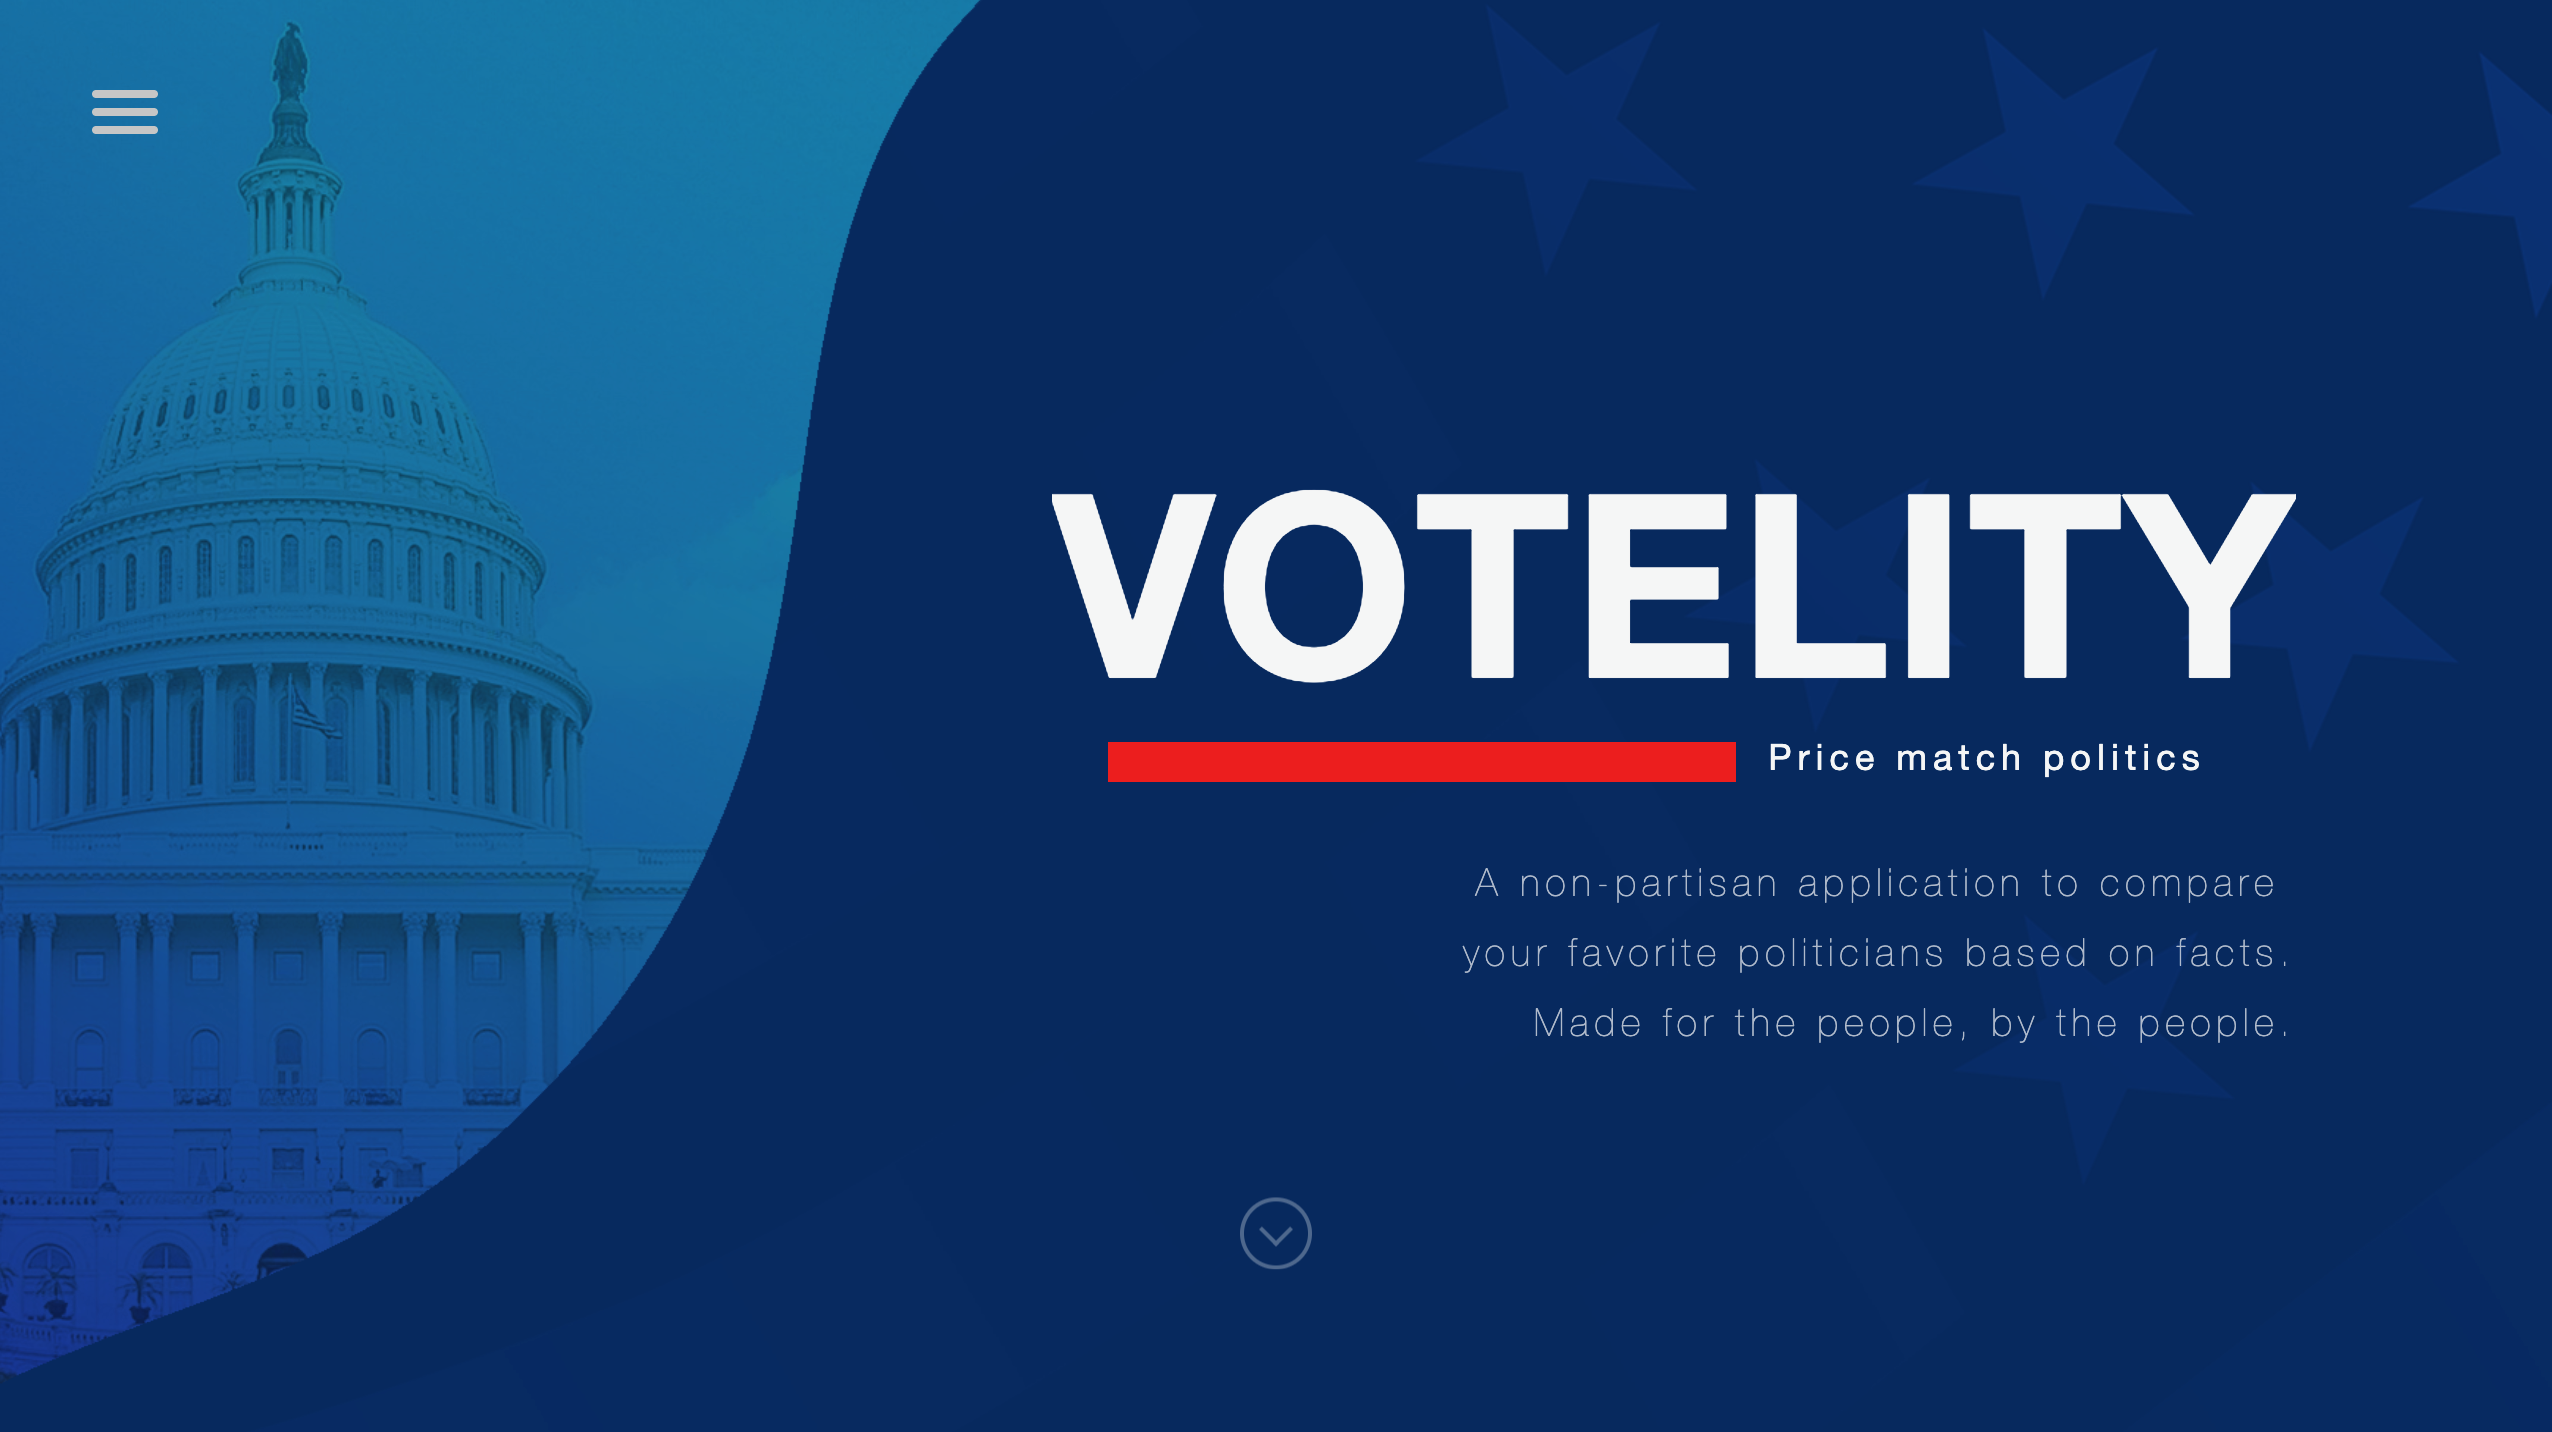 VOTELITY
Price match politics
A non-partisan application to compare
your favorite politicians based on facts.
Made for the people, by the people.